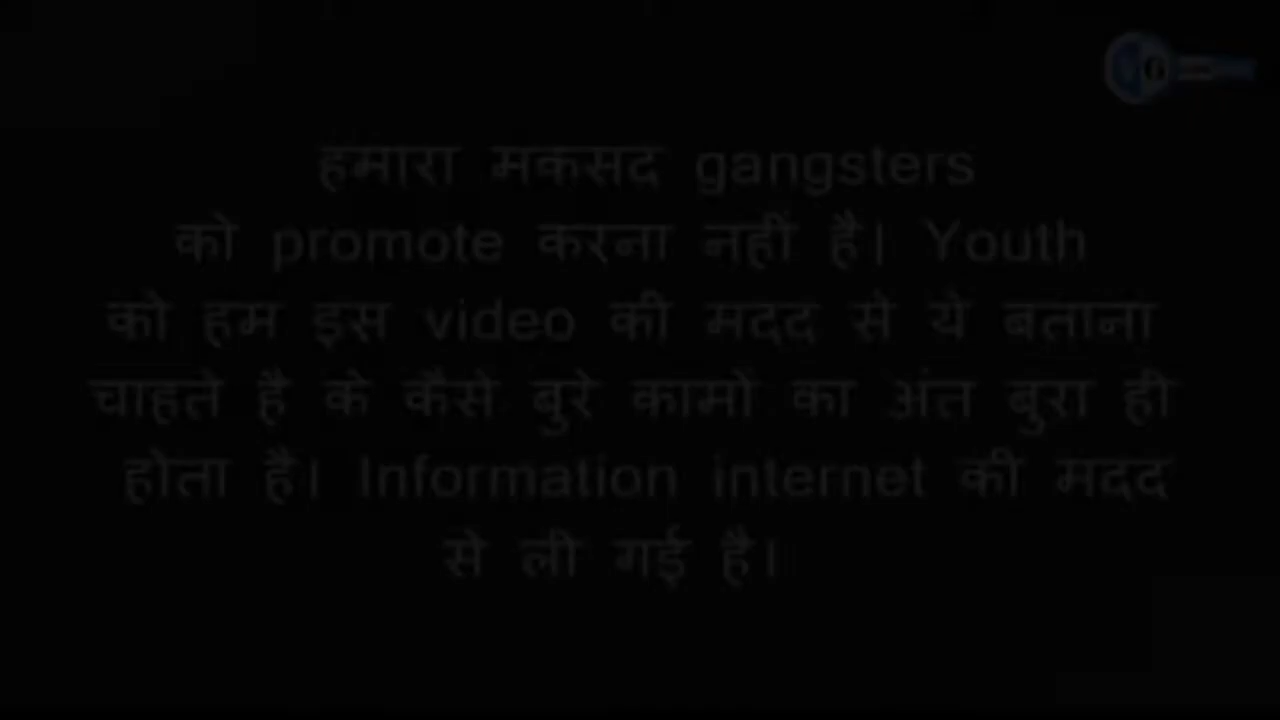 हमारा मकसद gangsters
को promote करना नहीं है। Youth
को हम इस video की मदद से ये बताना
चाहते है के कैसे बुरे कामों का अंत बुरा ही
होता है। Information internet की मदद
से ली गई है।